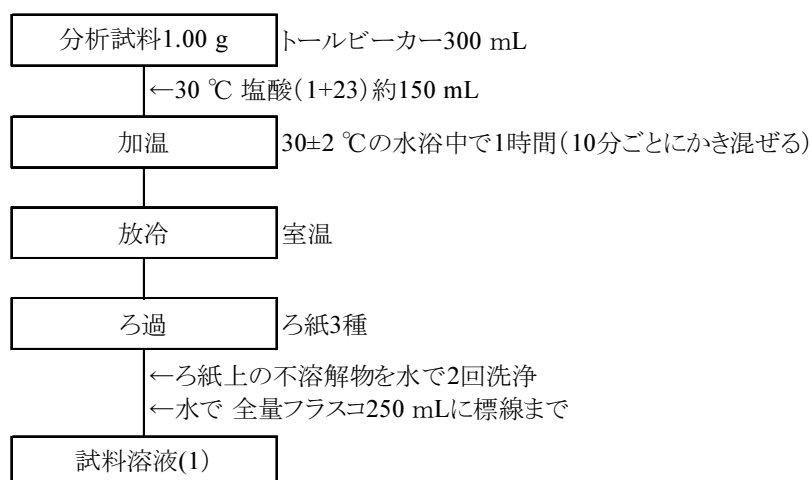 分析試料1.00 g トールビーカー300 mL
←30 ℃ 塩酸(1+23)約150 mL
加温 30±2 ℃の水浴中で1時間(10分ごとにかき混ぜる)
放冷 室温
ろ過 ろ紙3種
←ろ紙上の不溶解物を水で2回洗浄
←水で 全量フラスコ250 mLに標線まで
試料溶液(1)